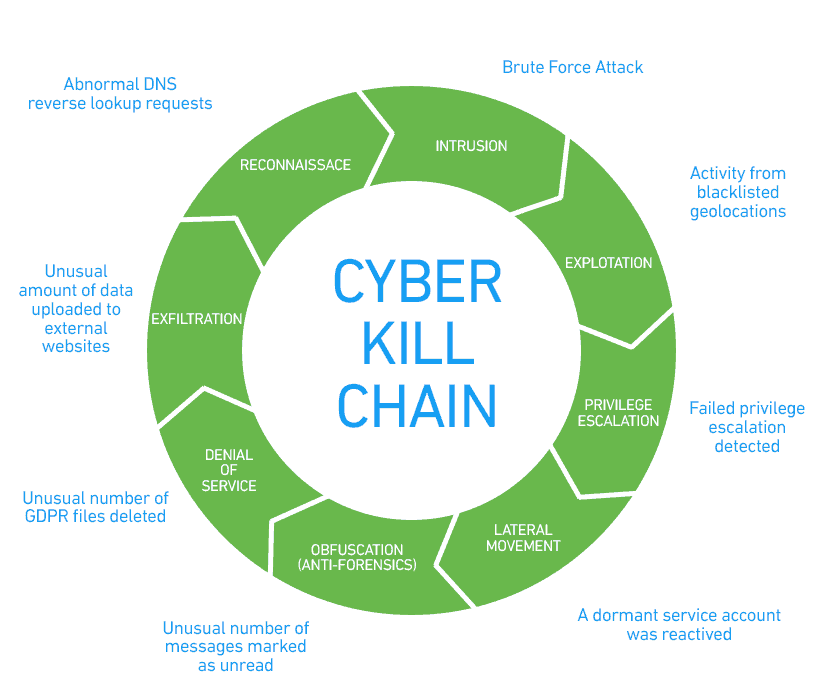 Brute Force Attack
Abnormal DNS
reverse lookup requests
INTRUSION
RECONNAISSACE
Activity from
blacklisted
geolocations
EXPLOTATION
Unusual
amount of data
uploaded to
external
websites
EXFILTRATION
CYBER
KILL
CHAIN
PRIVILEGE
ESCALATION
Failed privilege
escalation
detected
DENIAL
OF
SERVICE
Unusual number of
GDPR files deleted
LATERAL
MOVEMENT
OBFUSCATION
(ANTI-FORENSICS)
A dormant service account
was reactived
Unusual number of
messages marked
as unread